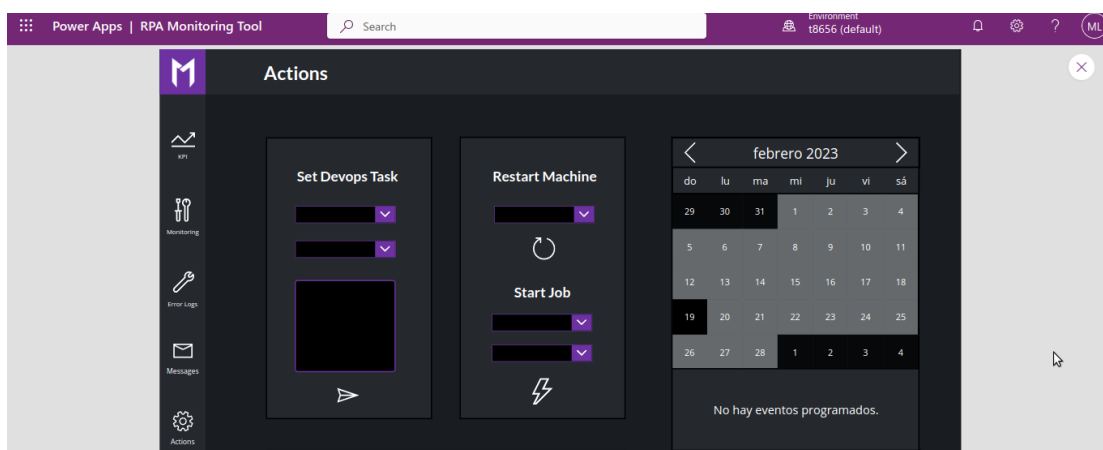 Power Apps | RPA Monitoring Tool
Search
Environment
t8656 (default)
?
ML
Actions
KPI
Monitoring
Error Logs
Messages
Actions
Set Devops Task
Restart Machine
Start Job
febrero 2023
do lu ma mi ju vi sá
29 30 31 1 2 3 4
5 6 7 8 9 10 11
12 13 14 15 16 17 18
19 20 21 22 23 24 25
26 27 28 1 2 3 4
No hay eventos programados.